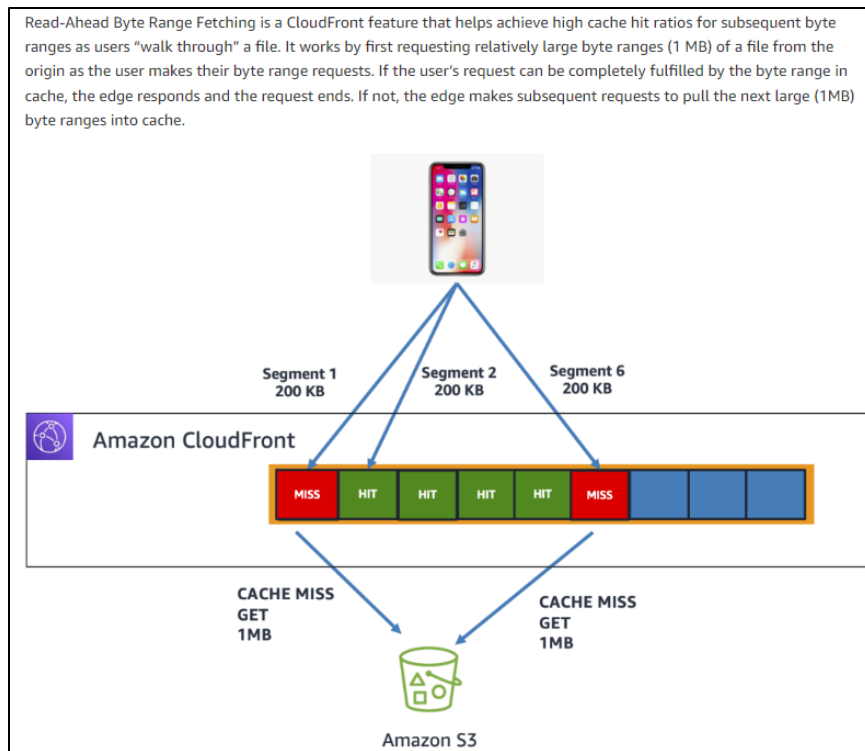 Read-Ahead Byte Range Fetching is a CloudFront feature that helps achieve high cache hit ratios for subsequent byte
ranges as users “walk through” a file. It works by first requesting relatively large byte ranges (1 MB) of a file from the
origin as the user makes their byte range requests. If the user’s request can be completely fulfilled by the byte range in
cache, the edge responds and the request ends. If not, the edge makes subsequent requests to pull the next large (1MB)
byte ranges into cache.
Segment 1
200 KB
Segment 2
200 KB
Segment 6
200 KB
Amazon CloudFront
MISS HIT HIT HIT HIT MISS
CACHE MISS
GET
1MB
CACHE MISS
GET
1MB
Amazon S3